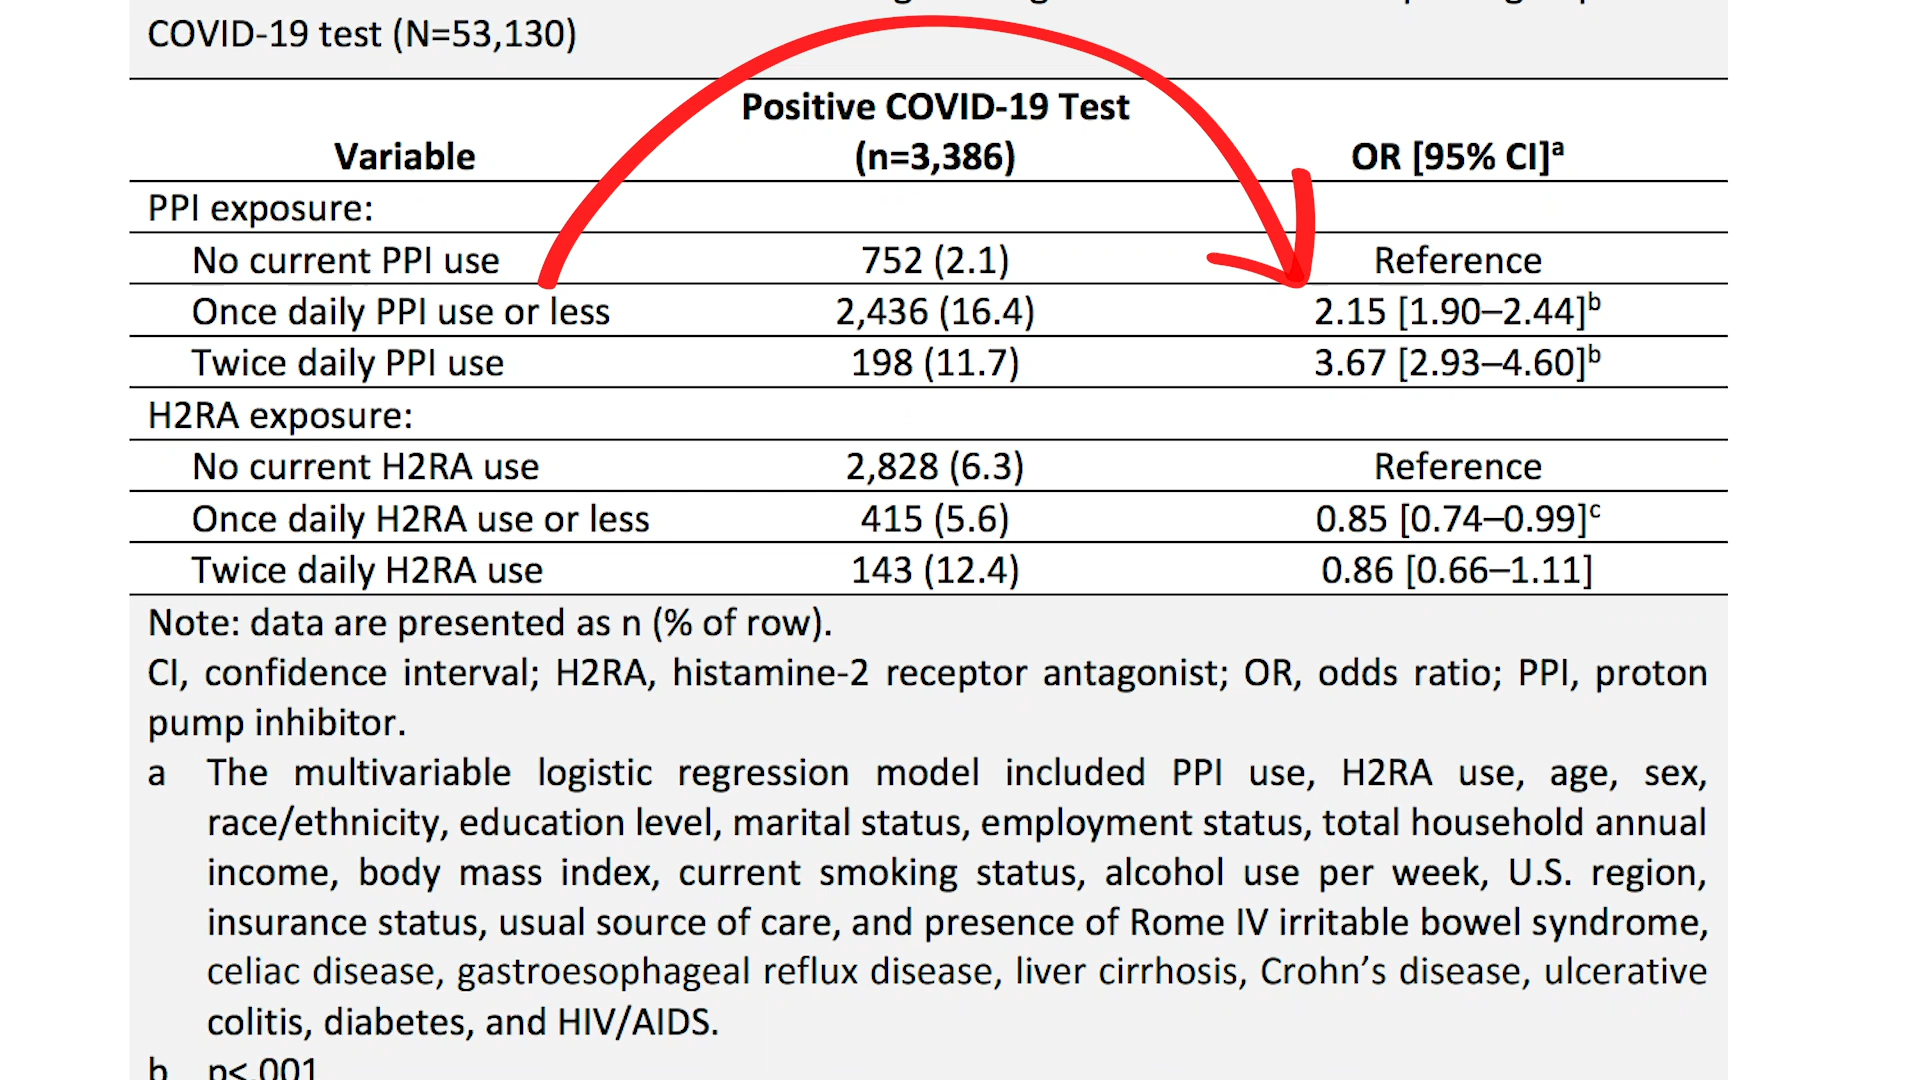 COVID-19 test (N=53,130)
Positive COVID-19 Test
Variable (n=3,386) OR [95% CI]ᵃ
PPI exposure:
No current PPI use 752 (2.1) Reference
Once daily PPI use or less 2,436 (16.4) 2.15 [1.90–2.44]ᵇ
Twice daily PPI use 198 (11.7) 3.67 [2.93–4.60]ᵇ
H2RA exposure:
No current H2RA use 2,828 (6.3) Reference
Once daily H2RA use or less 415 (5.6) 0.85 [0.74–0.99]ᶜ
Twice daily H2RA use 143 (12.4) 0.86 [0.66–1.11]
Note: data are presented as n (% of row).
CI, confidence interval; H2RA, histamine-2 receptor antagonist; OR, odds ratio; PPI, proton
pump inhibitor.
a The multivariable logistic regression model included PPI use, H2RA use, age, sex,
race/ethnicity, education level, marital status, employment status, total household annual
income, body mass index, current smoking status, alcohol use per week, U.S. region,
insurance status, usual source of care, and presence of Rome IV irritable bowel syndrome,
celiac disease, gastroesophageal reflux disease, liver cirrhosis, Crohn’s disease, ulcerative
colitis, diabetes, and HIV/AIDS.
b p<.001